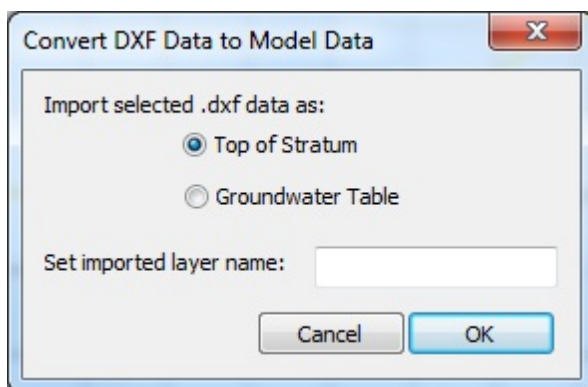 Convert DXF Data to Model Data
Import selected .dxf data as:
Top of Stratum
Groundwater Table
Set imported layer name:
Cancel OK